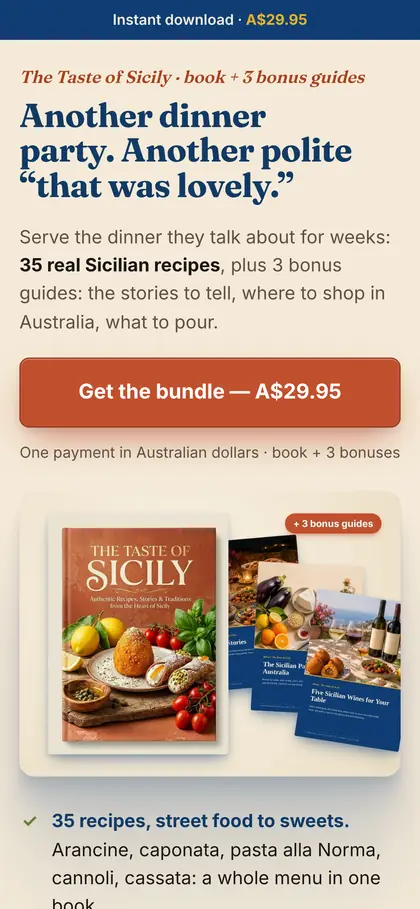 Instant download · A$29.95
The Taste of Sicily · book + 3 bonus guides
Another dinner
party. Another polite
“that was lovely.”
Serve the dinner they talk about for weeks:
35 real Sicilian recipes, plus 3 bonus
guides: the stories to tell, where to shop in
Australia, what to pour.
Get the bundle — A$29.95
One payment in Australian dollars · book + 3 bonuses
+ 3 bonus guides
THE TASTE OF
SICILY
Authentic Recipes, Stories & Traditions
from the Heart of Sicily
Stories
The Sicilian Pa
Australia
Five Sicilian Wines for Your
Table
35 recipes, street food to sweets.
Arancine, caponata, pasta alla Norma,
cannoli, cassata: a whole menu in one
book.